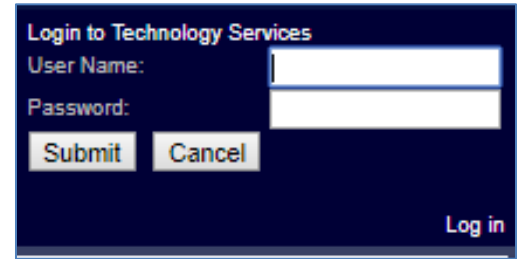 Login to Technology Services
User Name:
Password:
Submit Cancel
Log in